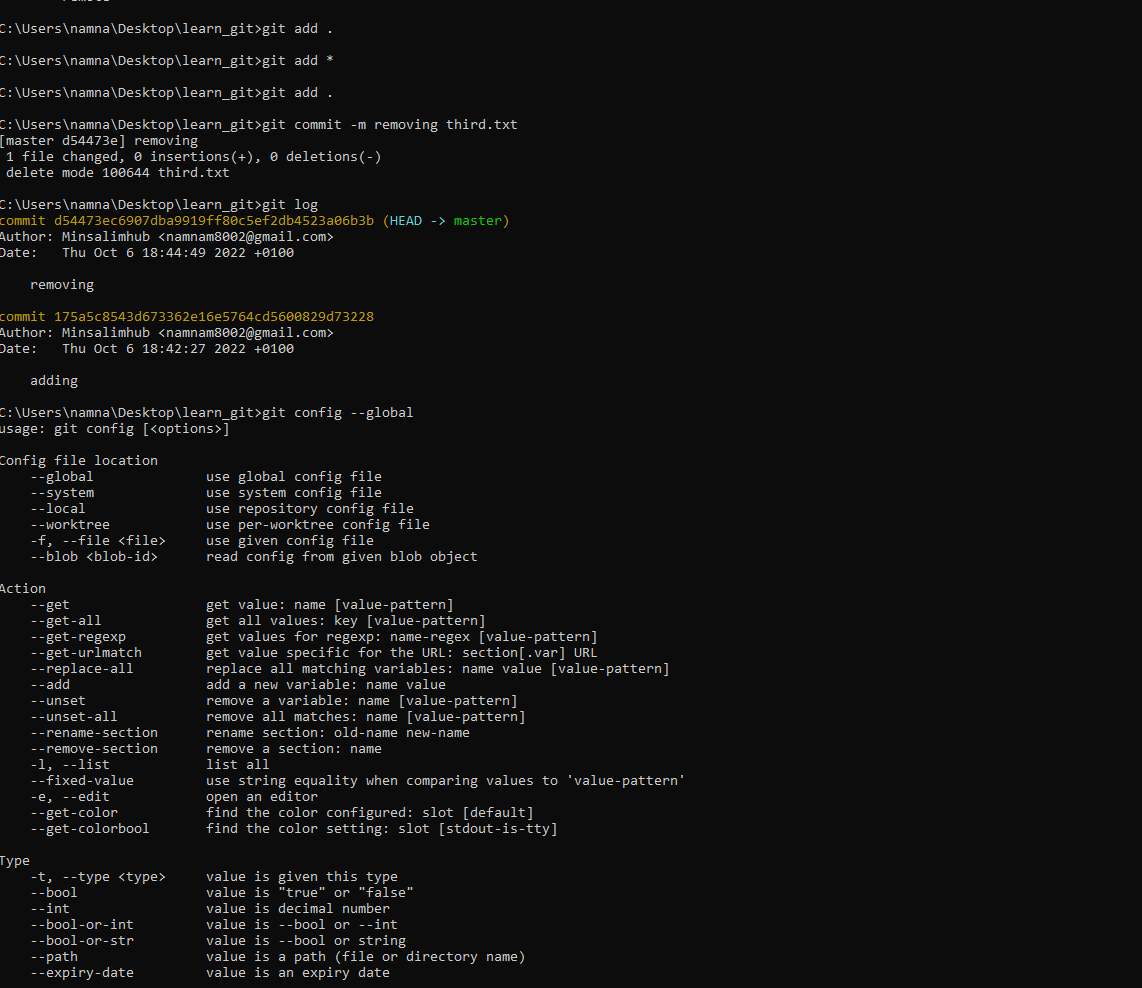 C:\Users\namna\Desktop\learn_git>git add .
C:\Users\namna\Desktop\learn_git>git add *
C:\Users\namna\Desktop\learn_git>git add .
C:\Users\namna\Desktop\learn_git>git commit -m removing third.txt
[master d54473e] removing
 1 file changed, 0 insertions(+), 0 deletions(-)
 delete mode 100644 third.txt
C:\Users\namna\Desktop\learn_git>git log
commit d54473ec6907dba9919ff80c5ef2db4523a06b3b (HEAD -> master)
Author: Minsalimhub <namnam8002@gmail.com>
Date:   Thu Oct 6 18:44:49 2022 +0100
    removing
commit 175a5c8543d673362e16e5764cd5600829d73228
Author: Minsalimhub <namnam8002@gmail.com>
Date:   Thu Oct 6 18:42:27 2022 +0100
    adding
C:\Users\namna\Desktop\learn_git>git config --global
usage: git config [<options>]
Config file location
    --global              use global config file
    --system              use system config file
    --local               use repository config file
    --worktree            use per-worktree config file
    -f, --file <file>     use given config file
    --blob <blob-id>      read config from given blob object
Action
    --get                 get value: name [value-pattern]
    --get-all             get all values: key [value-pattern]
    --get-regexp          get values for regexp: name-regex [value-pattern]
    --get-urlmatch        get value specific for the URL: section[.var] URL
    --replace-all         replace all matching variables: name value [value-pattern]
    --add                 add a new variable: name value
    --unset               remove a variable: name [value-pattern]
    --unset-all           remove all matches: name [value-pattern]
    --rename-section      rename section: old-name new-name
    --remove-section      remove a section: name
    -l, --list            list all
    --fixed-value         use string equality when comparing values to 'value-pattern'
    -e, --edit            open an editor
    --get-color           find the color configured: slot [default]
    --get-colorbool       find the color setting: slot [stdout-is-tty]
Type
    -t, --type <type>     value is given this type
    --bool                value is "true" or "false"
    --int                 value is decimal number
    --bool-or-int         value is --bool or --int
    --bool-or-str         value is --bool or string
    --path                value is a path (file or directory name)
    --expiry-date         value is an expiry date